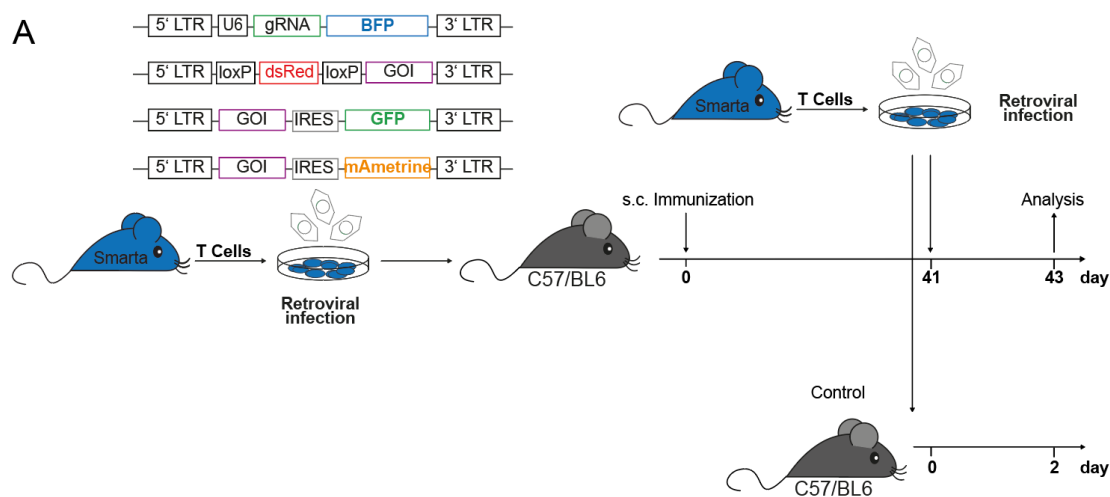 A
5‘ LTR U6 gRNA BFP 3‘ LTR
5‘ LTR loxP dsRed loxP GOI 3‘ LTR
5‘ LTR GOI IRES GFP 3‘ LTR
5‘ LTR GOI IRES mAmetrine 3‘ LTR
Smarta
T Cells
Retroviral
infection
C57/BL6
s.c. Immunization
0
Smarta
T Cells
Retroviral
infection
Analysis
41
43
day
Control
C57/BL6
0
2
day